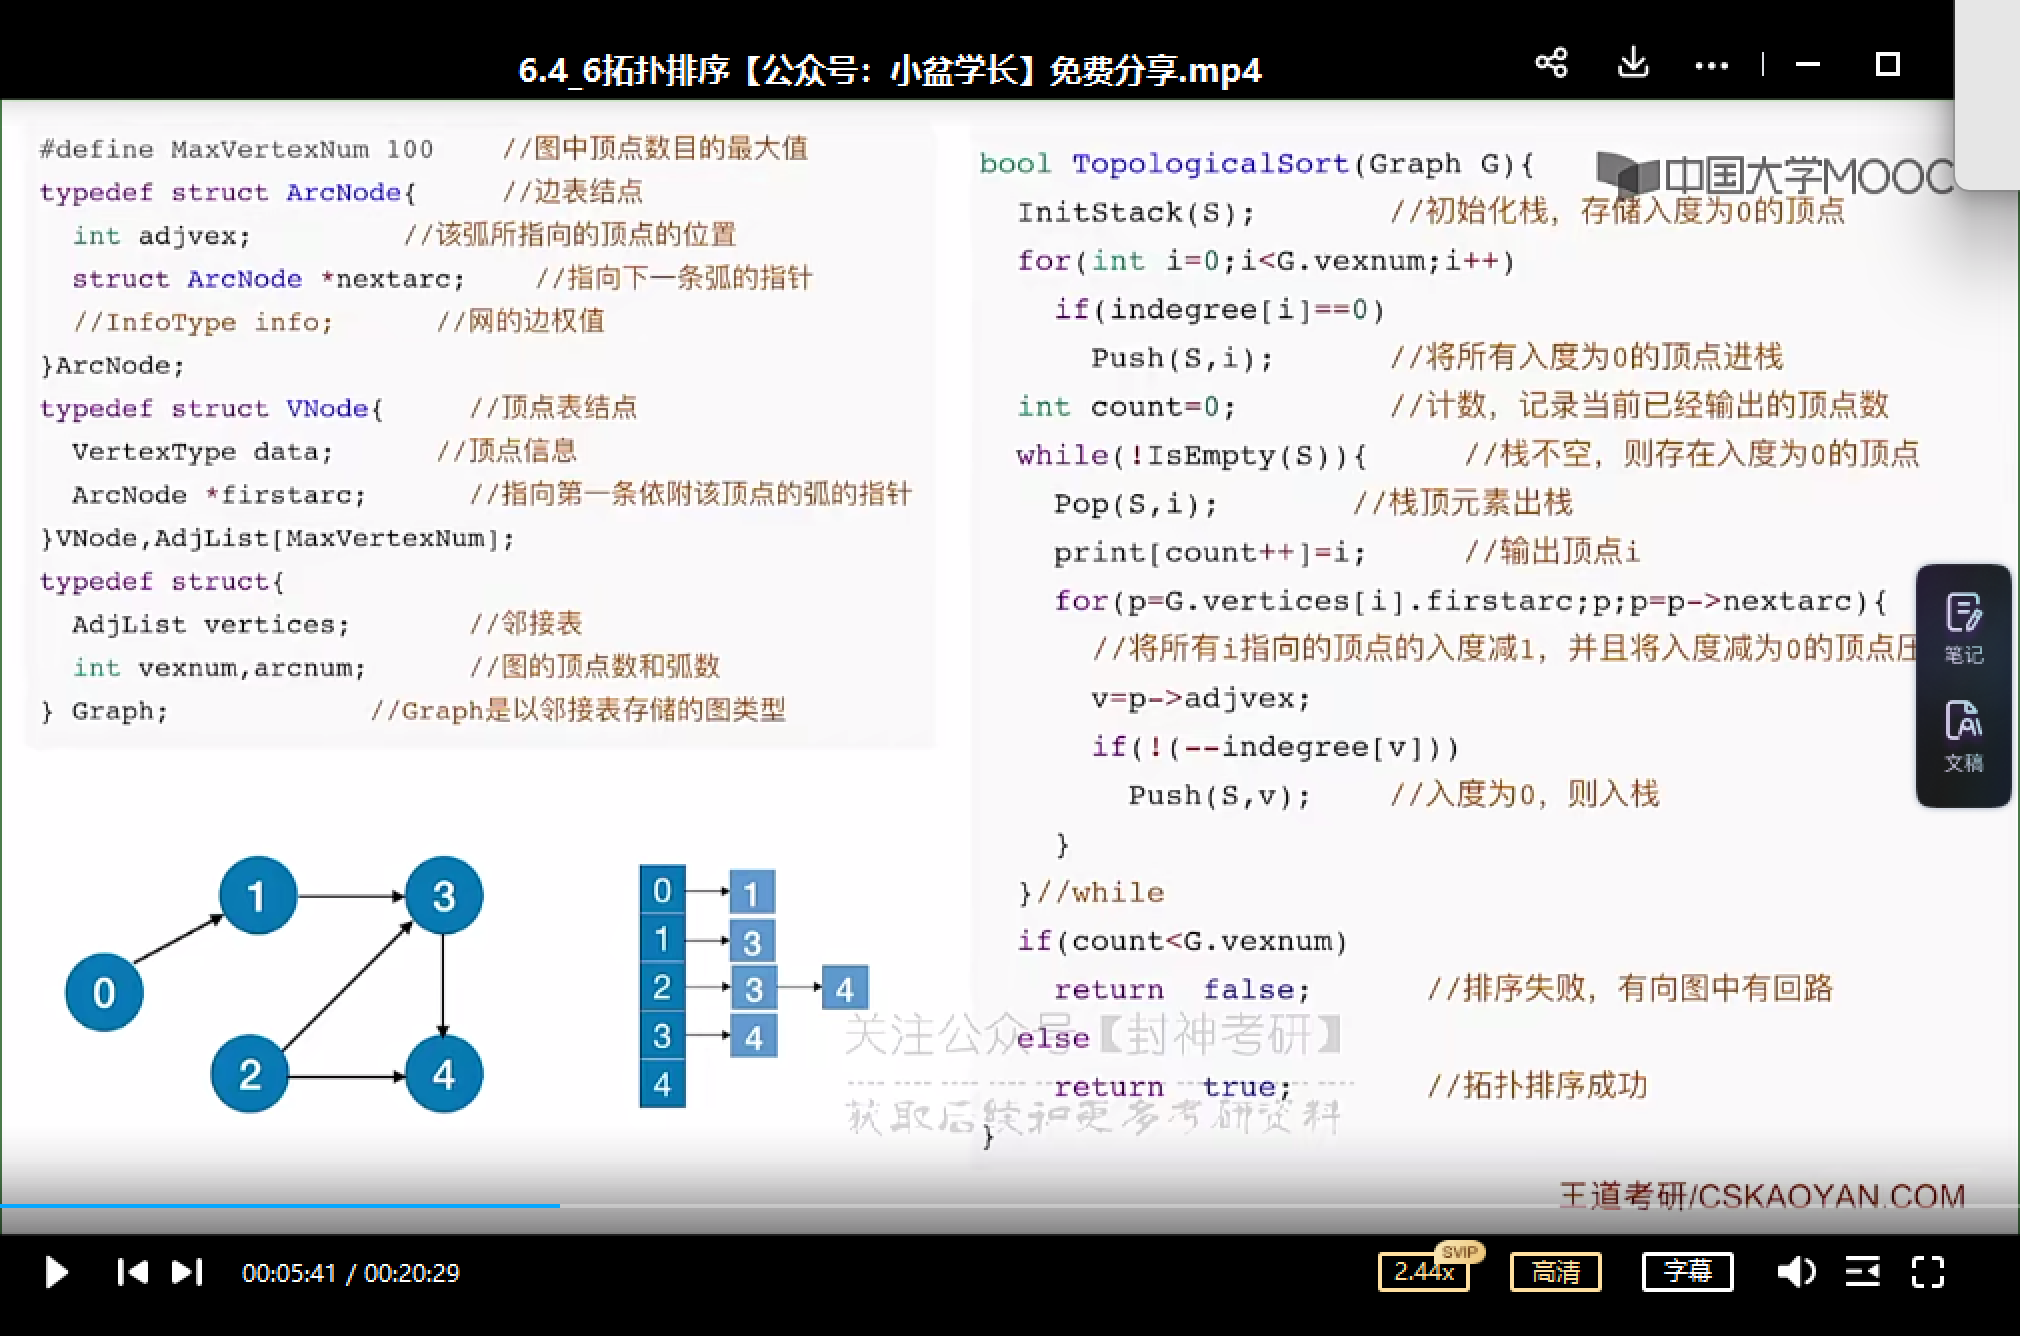 6.4_6拓扑排序【公众号：小盆学长】免费分享.mp4
#define MaxVertexNum 100 //图中顶点数目的最大值
typedef struct ArcNode{ //边表结点
int adjvex; //该弧所指向的顶点的位置
struct ArcNode *nextarc; //指向下一条弧的指针
//InfoType info; //网的边权值
}ArcNode;
typedef struct VNode{ //顶点表结点
VertexType data; //顶点信息
ArcNode *firstarc; //指向第一条依附该顶点的弧的指针
}VNode,AdjList[MaxVertexNum];
typedef struct{
AdjList vertices; //邻接表
int vexnum,arcnum; //图的顶点数和弧数
} Graph; //Graph是以邻接表存储的图类型
中国大学MOOC
bool TopologicalSort(Graph G){
InitStack(S); //初始化栈，存储入度为0的顶点
for(int i=0;i<G.vexnum;i++)
if(indegree[i]==0)
Push(S,i); //将所有入度为0的顶点进栈
int count=0; //计数，记录当前已经输出的顶点数
while(!IsEmpty(S)){ //栈不空，则存在入度为0的顶点
Pop(S,i); //栈顶元素出栈
print[count++]=i; //输出顶点i
for(p=G.vertices[i].firstarc;p;p=p->nextarc){
//将所有i指向的顶点的入度减1，并且将入度减为0的顶点压
v=p->adjvex;
if(!(--indegree[v]))
Push(S,v); //入度为0，则入栈
}
}//while
if(count<G.vexnum)
return false; //排序失败，有向图中有回路
else
return true; //拓扑排序成功
}
笔记
文稿
1 3
0
2 4
0 1
1 3
2 3 4
3 4
4
关注公众号【封神考研】
获取后续和更多考研资料
王道考研/CSKAOYAN.COM
00:05:41 / 00:20:29
2.44x SVIP 高清 字幕